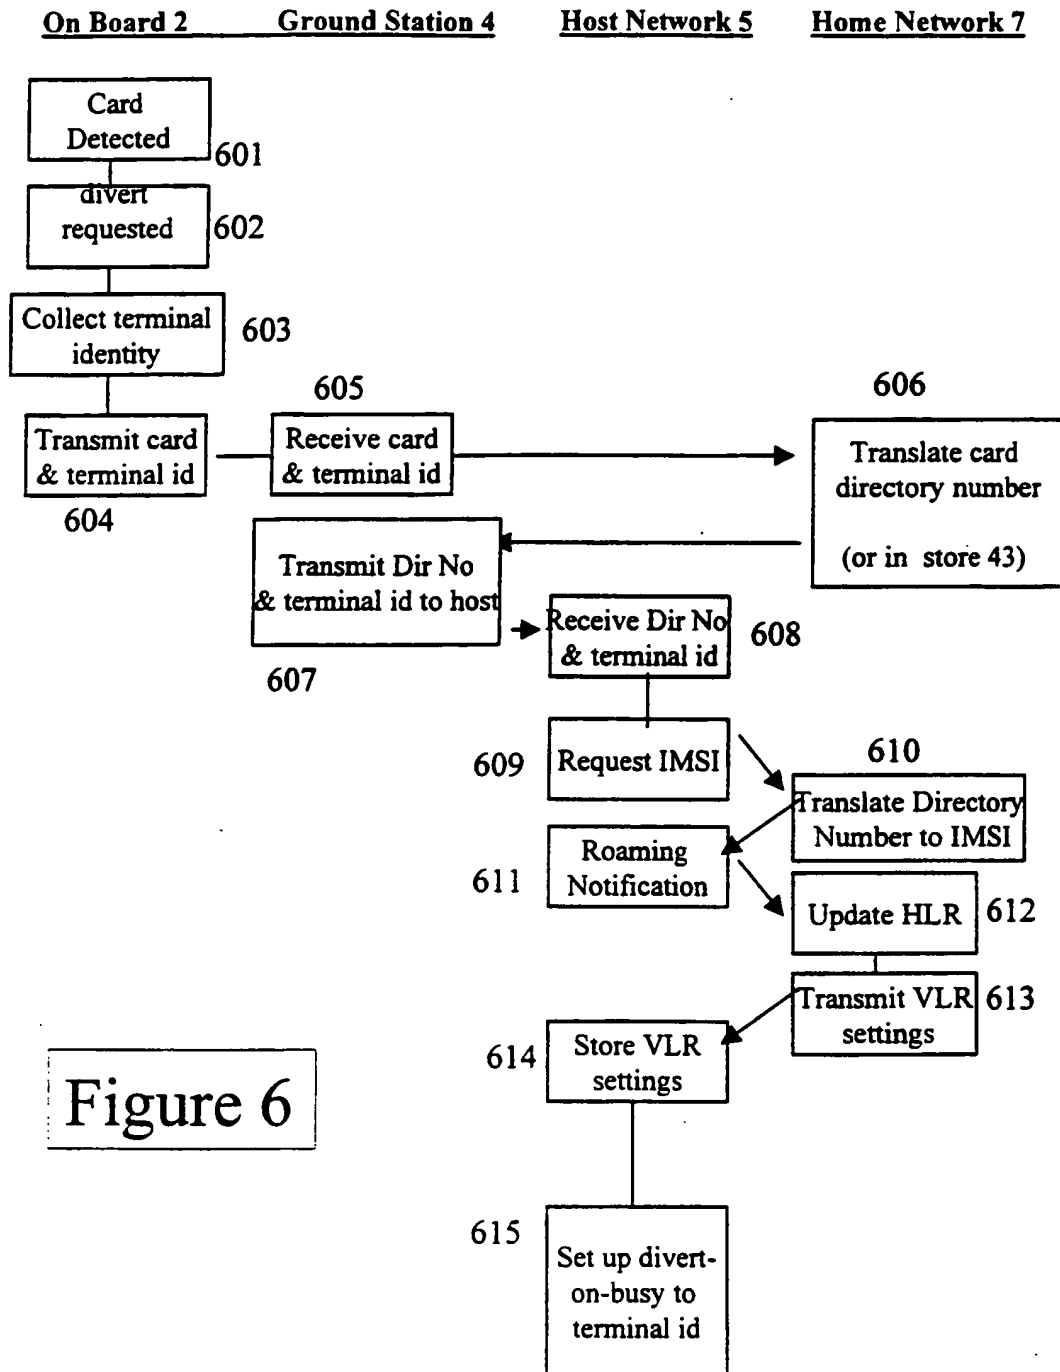 On Board 2 Ground Station 4 Host Network 5 Home Network 7
Card
Detected
601
divert
requested
602
Collect terminal
identity
603
605
606
Transmit card
& terminal id
604
Receive card
& terminal id
Translate card
directory number
(or in store 43)
Transmit Dir No
& terminal id to host
607
Receive Dir No
& terminal id
608
609
Request IMSI
610
Translate Directory
Number to IMSI
611
Roaming
Notification
Update HLR
612
Transmit VLR
settings
613
614
Store VLR
settings
Figure 6
615
Set up divert-
on-busy to
terminal id